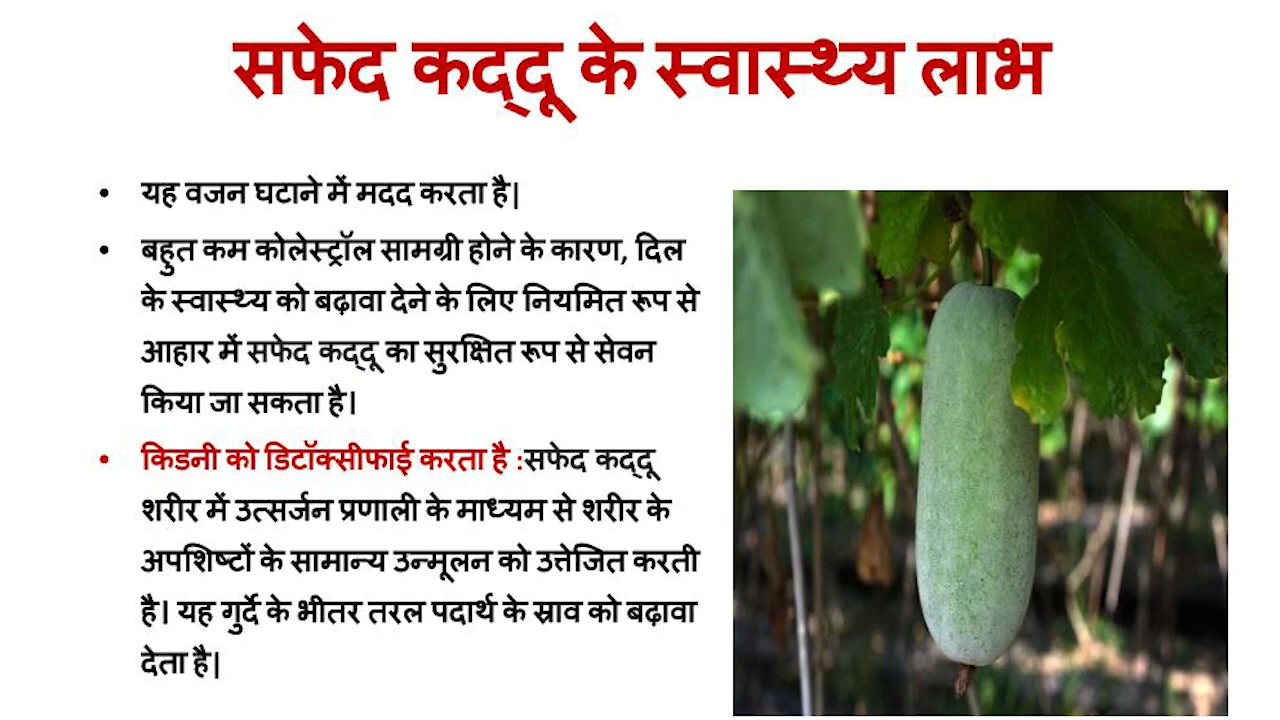 सफेद कद्दू के स्वास्थ्य लाभ
• यह वजन घटाने में मदद करता है|
• बहुत कम कोलेस्ट्रॉल सामग्री होने के कारण, दिल
के स्वास्थ्य को बढ़ावा देने के लिए नियमित रूप से
आहार में सफेद कद्दू का सुरक्षित रूप से सेवन
किया जा सकता है।
• किडनी को डिटॉक्सीफाई करता है :सफेद कद्दू
शरीर में उत्सर्जन प्रणाली के माध्यम से शरीर के
अपशिष्टों के सामान्य उन्मूलन को उत्तेजित करती
है। यह गुर्दे के भीतर तरल पदार्थ के स्राव को बढ़ावा
देता है|